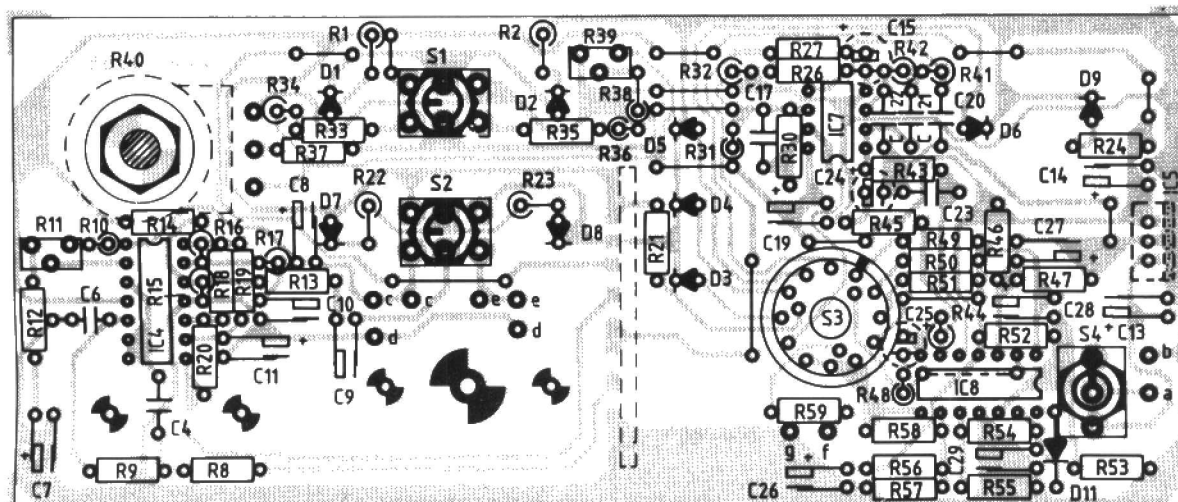 R1
R2
R39
R27
C15
R42
R40
S1
R32
R26
R41
R34
D1
D2
R38
C17
C20
D9
R33
R35
D5
R30
IC7
D6
R37
R36
R31
R24
C8
R22
S2
R23
C24
R43
C14
IC5
R11
R10
R14
R16
D7
D8
D4
R45
C23
R46
C27
R17
R21
C19
R49
R18
R19
R13
R50
D3
R51
R47
R15
R12
C6
C10
c
c
e
e
S3
C25
R44
C28
C13
IC4
R20
d
d
R52
S4
b
C11
C9
R48
IC8
a
C4
R59
R58
R54
g
f
R9
R8
R56
C29
R53
C7
C26
R57
R55
D11